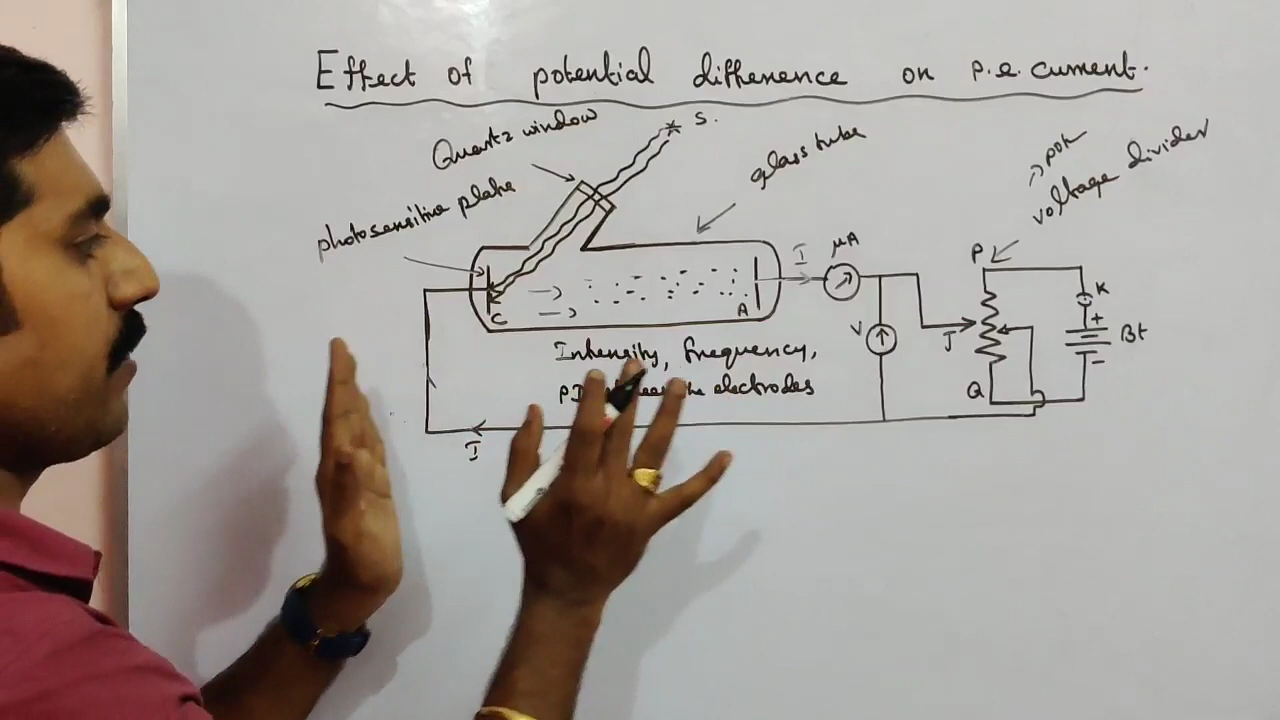 Effect of potential difference on p.e. current.
Quartz window
S.
glass tube
pot
voltage divider
photosensitive plate
I
μA
P
K
C
A
V
J
+
Bt
-
Intensity, frequency,
the electrodes
Q
I